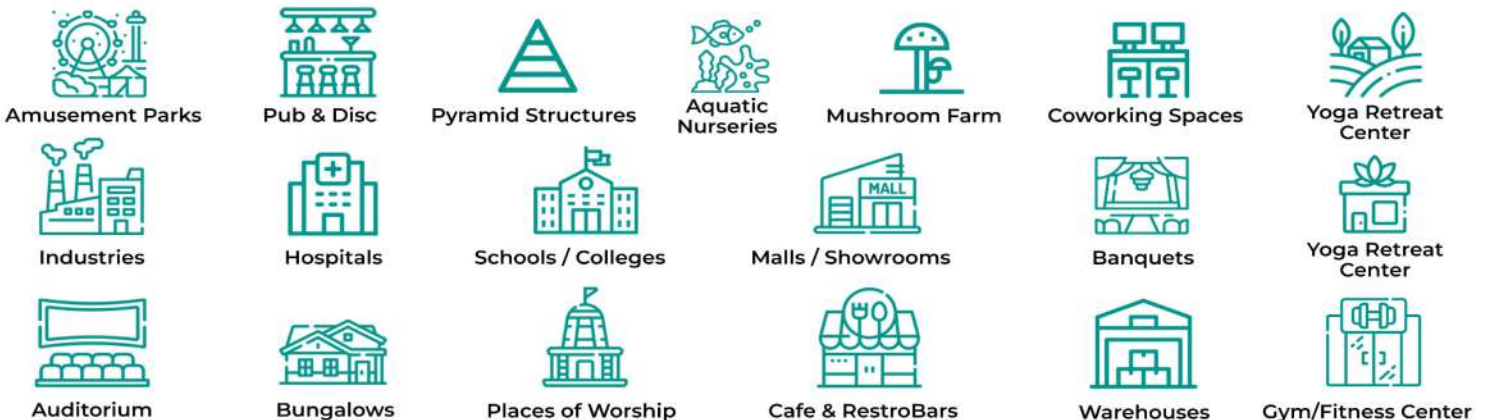 Amusement Parks
Pub & Disc
Pyramid Structures
Aquatic
Nurseries
Mushroom Farm
Coworking Spaces
Yoga Retreat
Center
Industries
Hospitals
Schools / Colleges
MALL
Malls / Showrooms
Banquets
Yoga Retreat
Center
Auditorium
Bungalows
Places of Worship
Cafe & RestroBars
Warehouses
Gym/Fitness Center